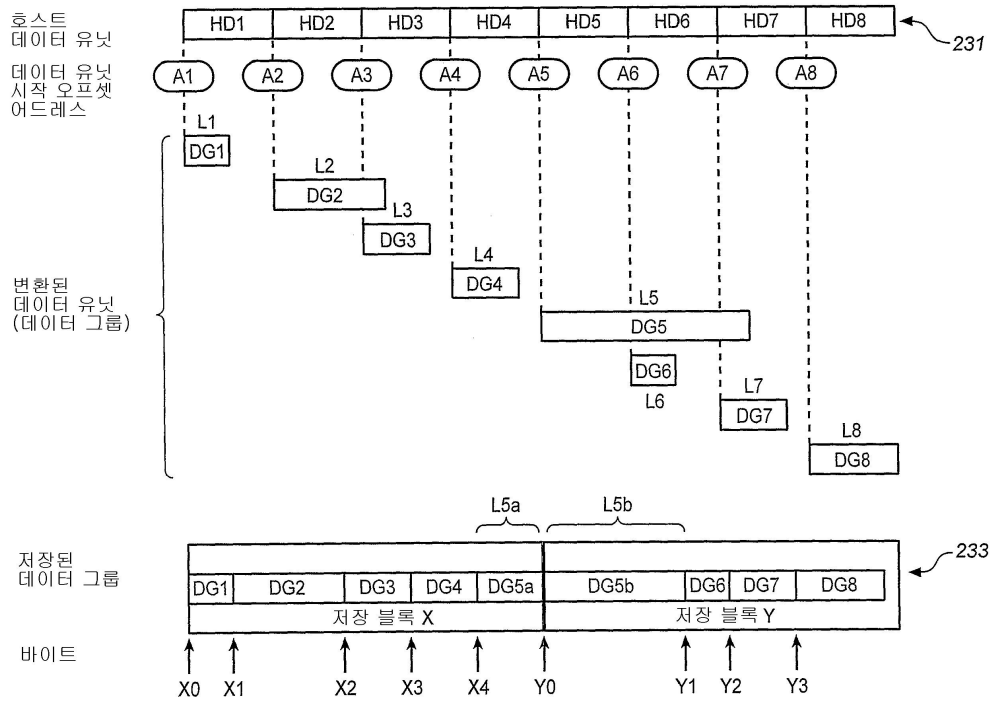 호스트
데이터 유닛
HD1 HD2 HD3 HD4 HD5 HD6 HD7 HD8
231
데이터 유닛
시작 오프셋
어드레스
A1 A2 A3 A4 A5 A6 A7 A8
L1
DG1
L2
DG2
L3
DG3
L4
DG4
변환된
데이터 유닛
(데이터 그룹)
L5
DG5
DG6
L6
L7
DG7
L8
DG8
L5a L5b
저장된
데이터 그룹
233
DG1 DG2 DG3 DG4 DG5a DG5b DG6 DG7 DG8
저장 블록 X 저장 블록 Y
바이트
X0 X1 X2 X3 X4 Y0 Y1 Y2 Y3